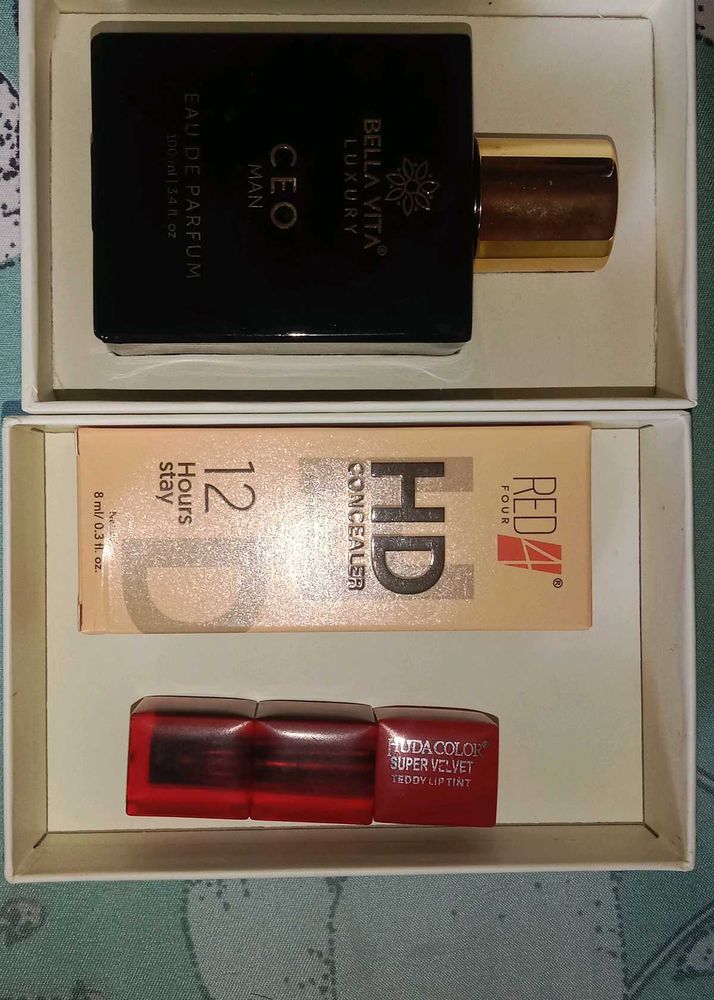 BELLA VITA®
LUXURY
CEO
MAN
EAU DE PARFUM
100 ml | 3.4 fl. oz
RED
FOUR
4®
HD
CONCEALER
12
Hours
stay
8 ml/ 0.3 fl. oz.
HUDA COLOR®
SUPER VELVET
TEDDY LIP TINT